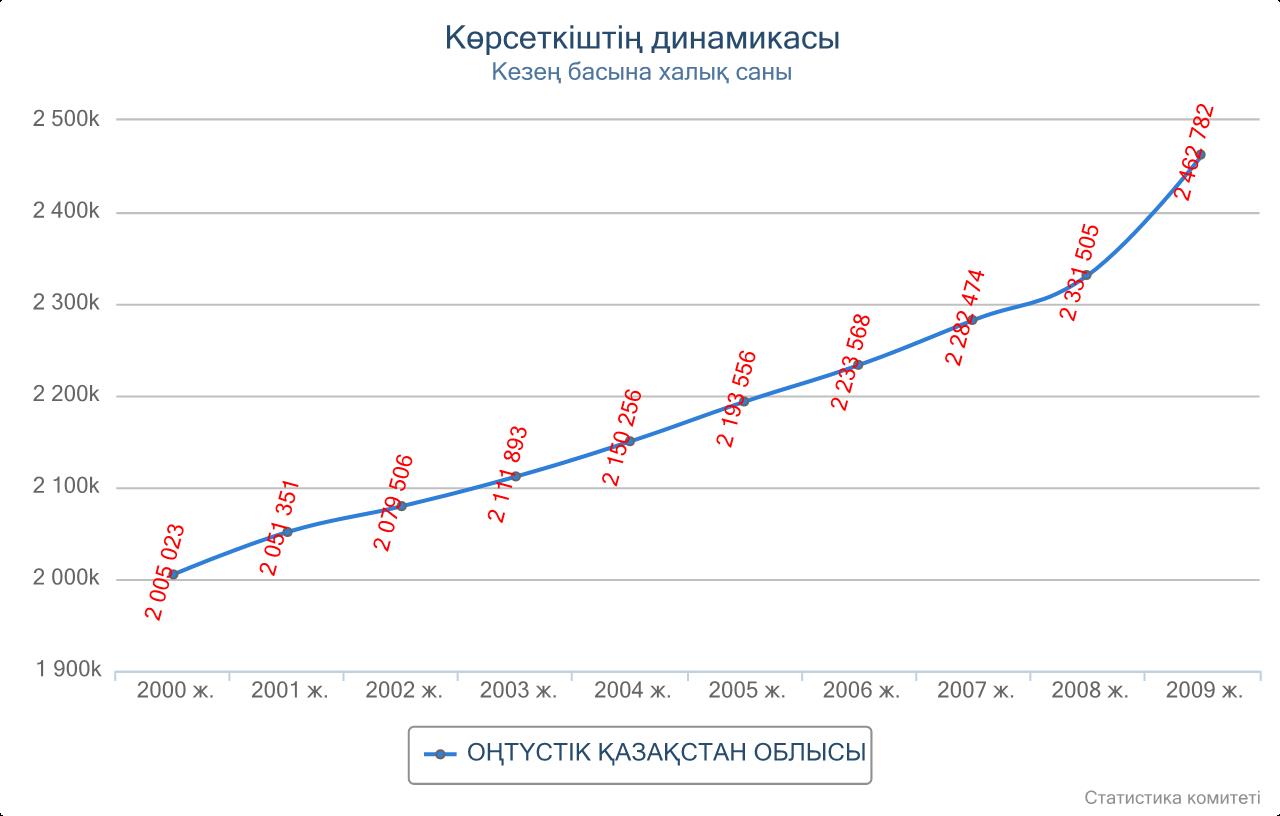 Көрсеткіштің динамикасы
Кезең басына халық саны
2 500k
2 400k
2 300k
2 200k
2 100k
2 000k
1 900k
2 005 023
2 051 351
2 079 506
2 111 893
2 150 256
2 193 556
2 233 568
2 282 474
2 331 505
2 462 782
2000 ж. 2001 ж. 2002 ж. 2003 ж. 2004 ж. 2005 ж. 2006 ж. 2007 ж. 2008 ж. 2009 ж.
ОҢТҮСТІК ҚАЗАҚСТАН ОБЛЫСЫ
Статистика комитеті